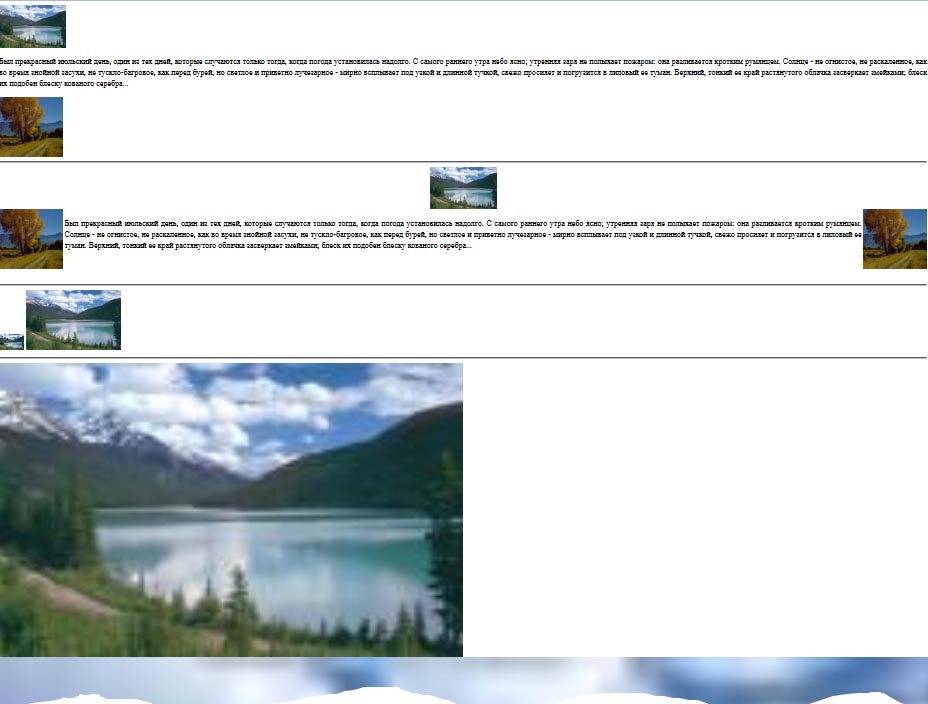 Был прекрасный июльский день, один из тех дней, которые случаются только тогда, когда погода установилась надолго. С самого раннего утра небо ясно; утренняя заря не полыхает пожаром: она разливается кротким румянцем. Солнце - не огнистое, не раскаленное, как
во время знойной засухи, не тускло-багровое, как перед бурей, но светлое и приветно лучезарное - мирно всплывает под узкой и длинной тучкой, свежо просияет и погрузится в лиловый ее туман. Верхний, тонкий ее край растянутого облачка засверкает змейками; блеск
их подобен блеску кованого серебра...
Был прекрасный июльский день, один из тех дней, которые случаются только тогда, когда погода установилась надолго. С самого раннего утра небо ясно; утренняя заря не полыхает пожаром: она разливается кротким румянцем.
Солнце - не огнистое, не раскаленное, как во время знойной засухи, не тускло-багровое, как перед бурей, но светлое и приветно лучезарное - мирно всплывает под узкой и длинной тучкой, свежо просияет и погрузится в лиловый ее
туман. Верхний, тонкий ее край растянутого облачка засверкает змейками; блеск их подобен блеску кованого серебра...